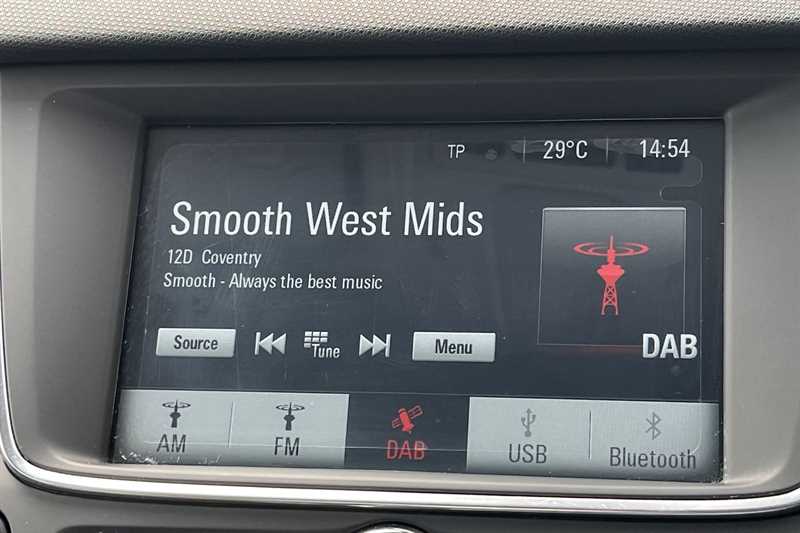 TP 29°C 14:54
Smooth West Mids
12D Coventry
Smooth - Always the best music
DAB
Source Tune Menu
AM FM DAB USB Bluetooth